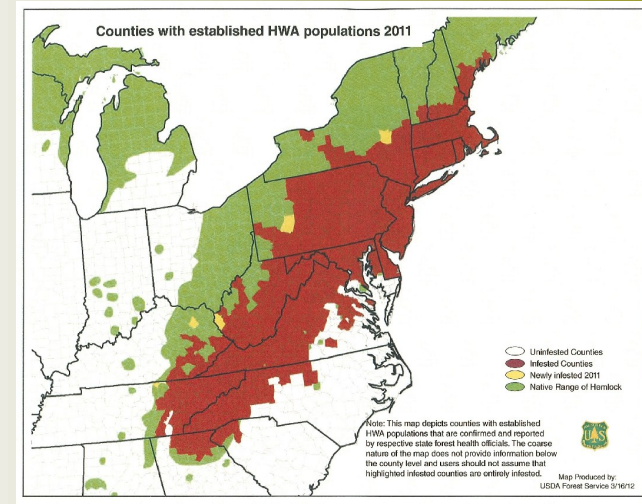 Counties with established HWA populations 2011
Uninfested Counties
Infested Counties
Newly infested 2011
Native Range of Hemlock
Note: This map depicts counties with established
HWA populations that are confirmed and reported
by respective state forest health officials. The coarse
nature of the map does not provide information below
the county level and users should not assume that
highlighted infested counties are entirely infested.
U S
Map Produced by:
USDA Forest Service 3/16/12